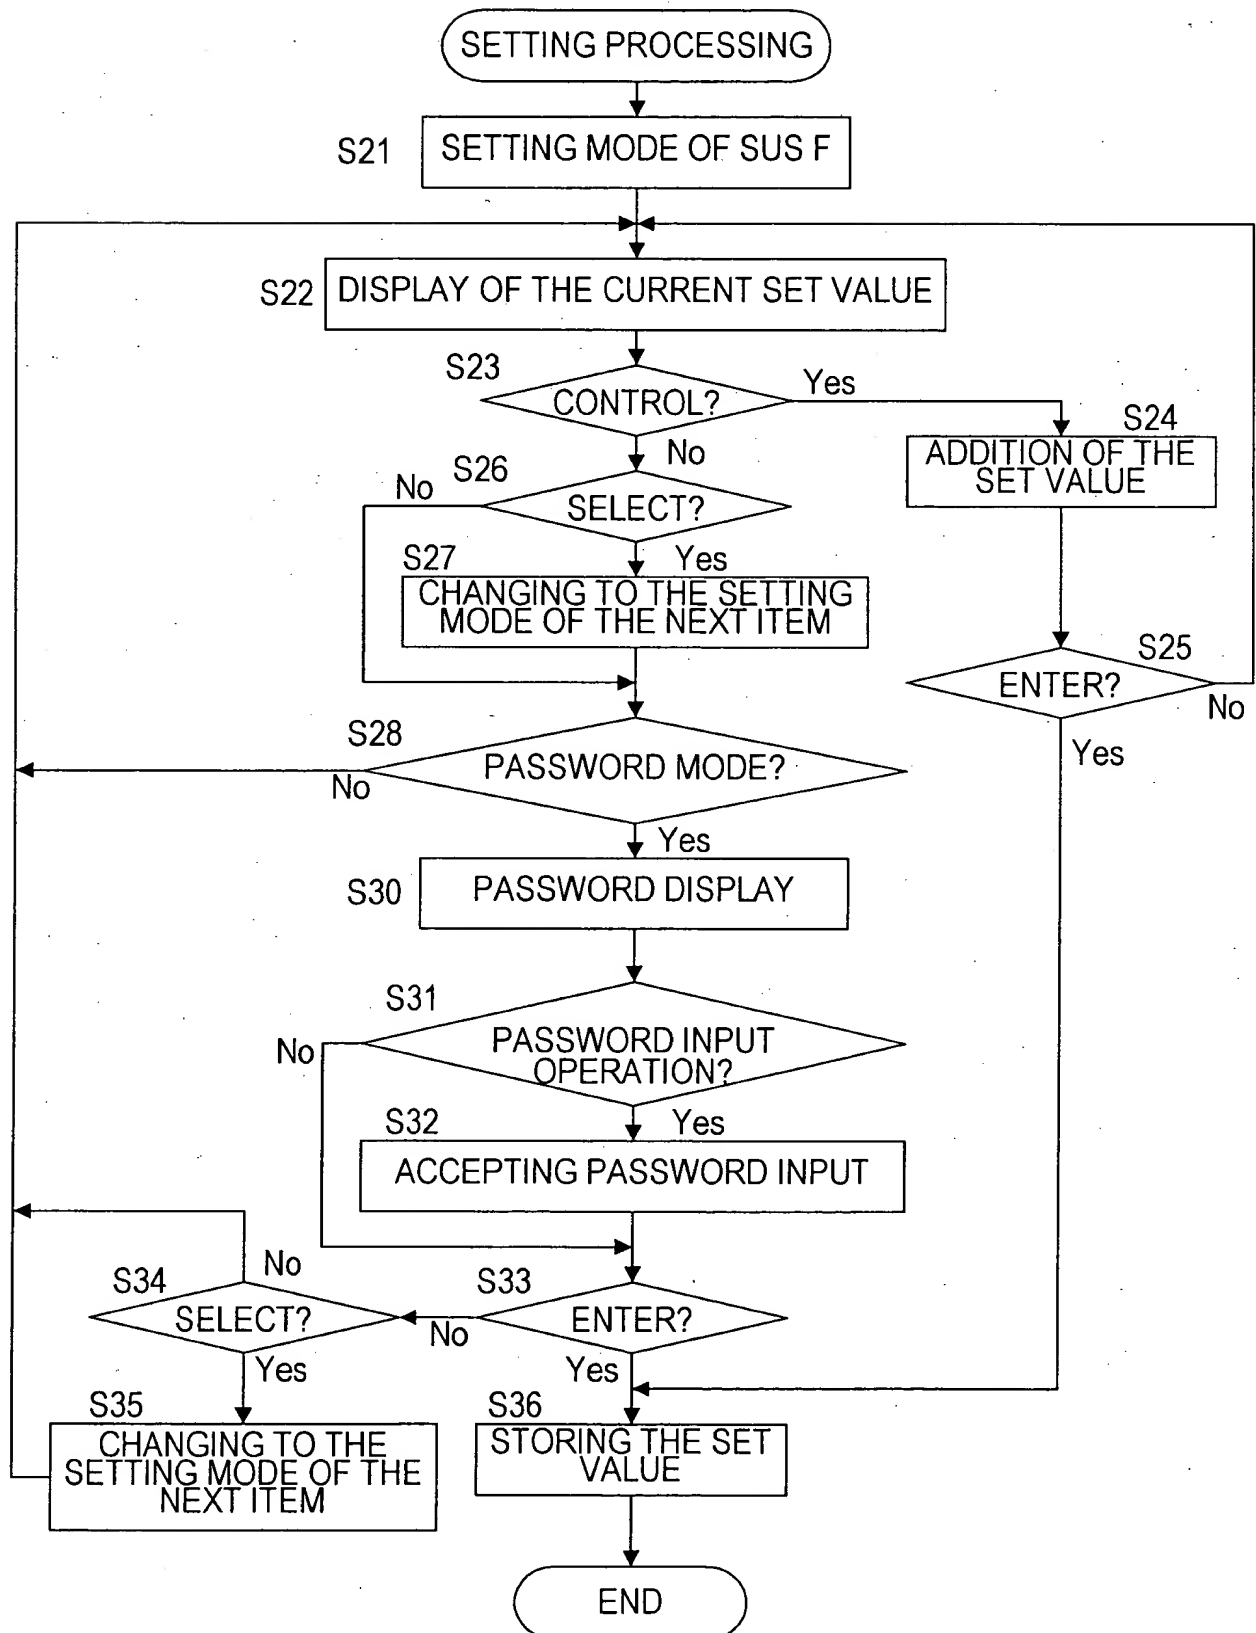 SETTING PROCESSING
S21
SETTING MODE OF SUS F
S22
DISPLAY OF THE CURRENT SET VALUE
S23
CONTROL?
Yes
No
S24
ADDITION OF THE
SET VALUE
S26
No
SELECT?
Yes
S27
CHANGING TO THE SETTING
MODE OF THE NEXT ITEM
S25
ENTER?
No
Yes
S28
PASSWORD MODE?
No
Yes
S30
PASSWORD DISPLAY
S31
No
PASSWORD INPUT
OPERATION?
Yes
S32
ACCEPTING PASSWORD INPUT
S33
ENTER?
No
Yes
S34
No
SELECT?
Yes
S35
CHANGING TO THE
SETTING MODE OF THE
NEXT ITEM
S36
STORING THE SET
VALUE
END